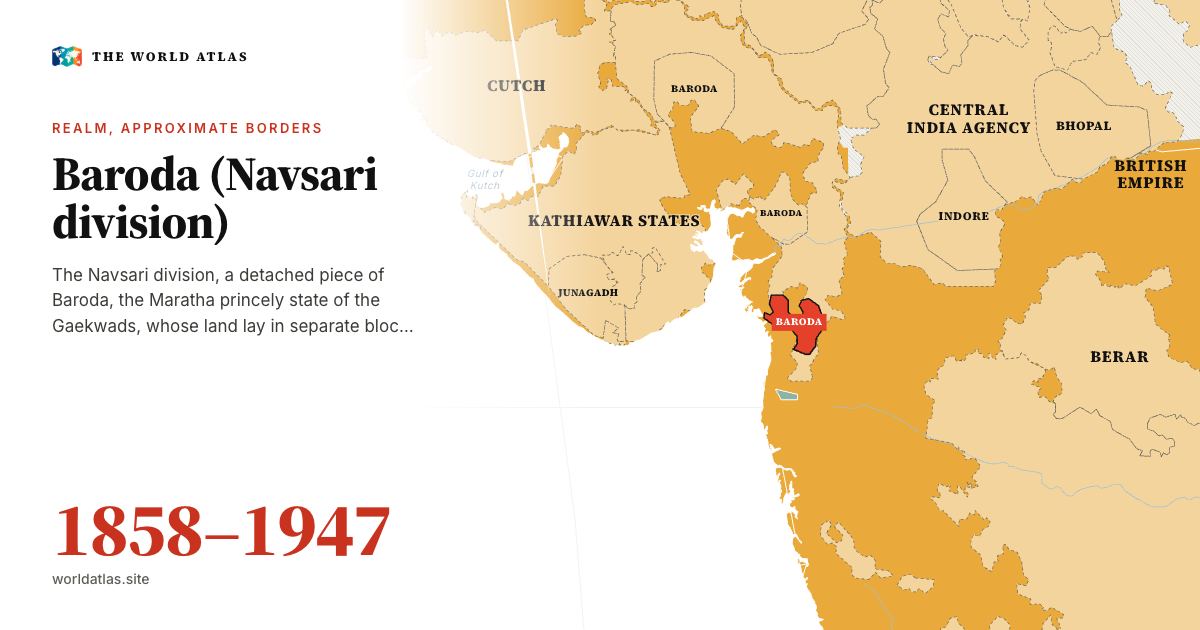 THE WORLD ATLAS
REALM, APPROXIMATE BORDERS
Baroda (Navsari
division)
The Navsari division, a detached piece of
Baroda, the Maratha princely state of the
Gaekwads, whose land lay in separate bloc...
1858–1947
worldatlas.site
CUTCH
BARODA
CENTRAL
INDIA AGENCY
BHOPAL
BRITISH
EMPIRE
Gulf of
Kutch
KATHIAWAR STATES
BARODA
INDORE
JUNAGADH
BARODA
BERAR